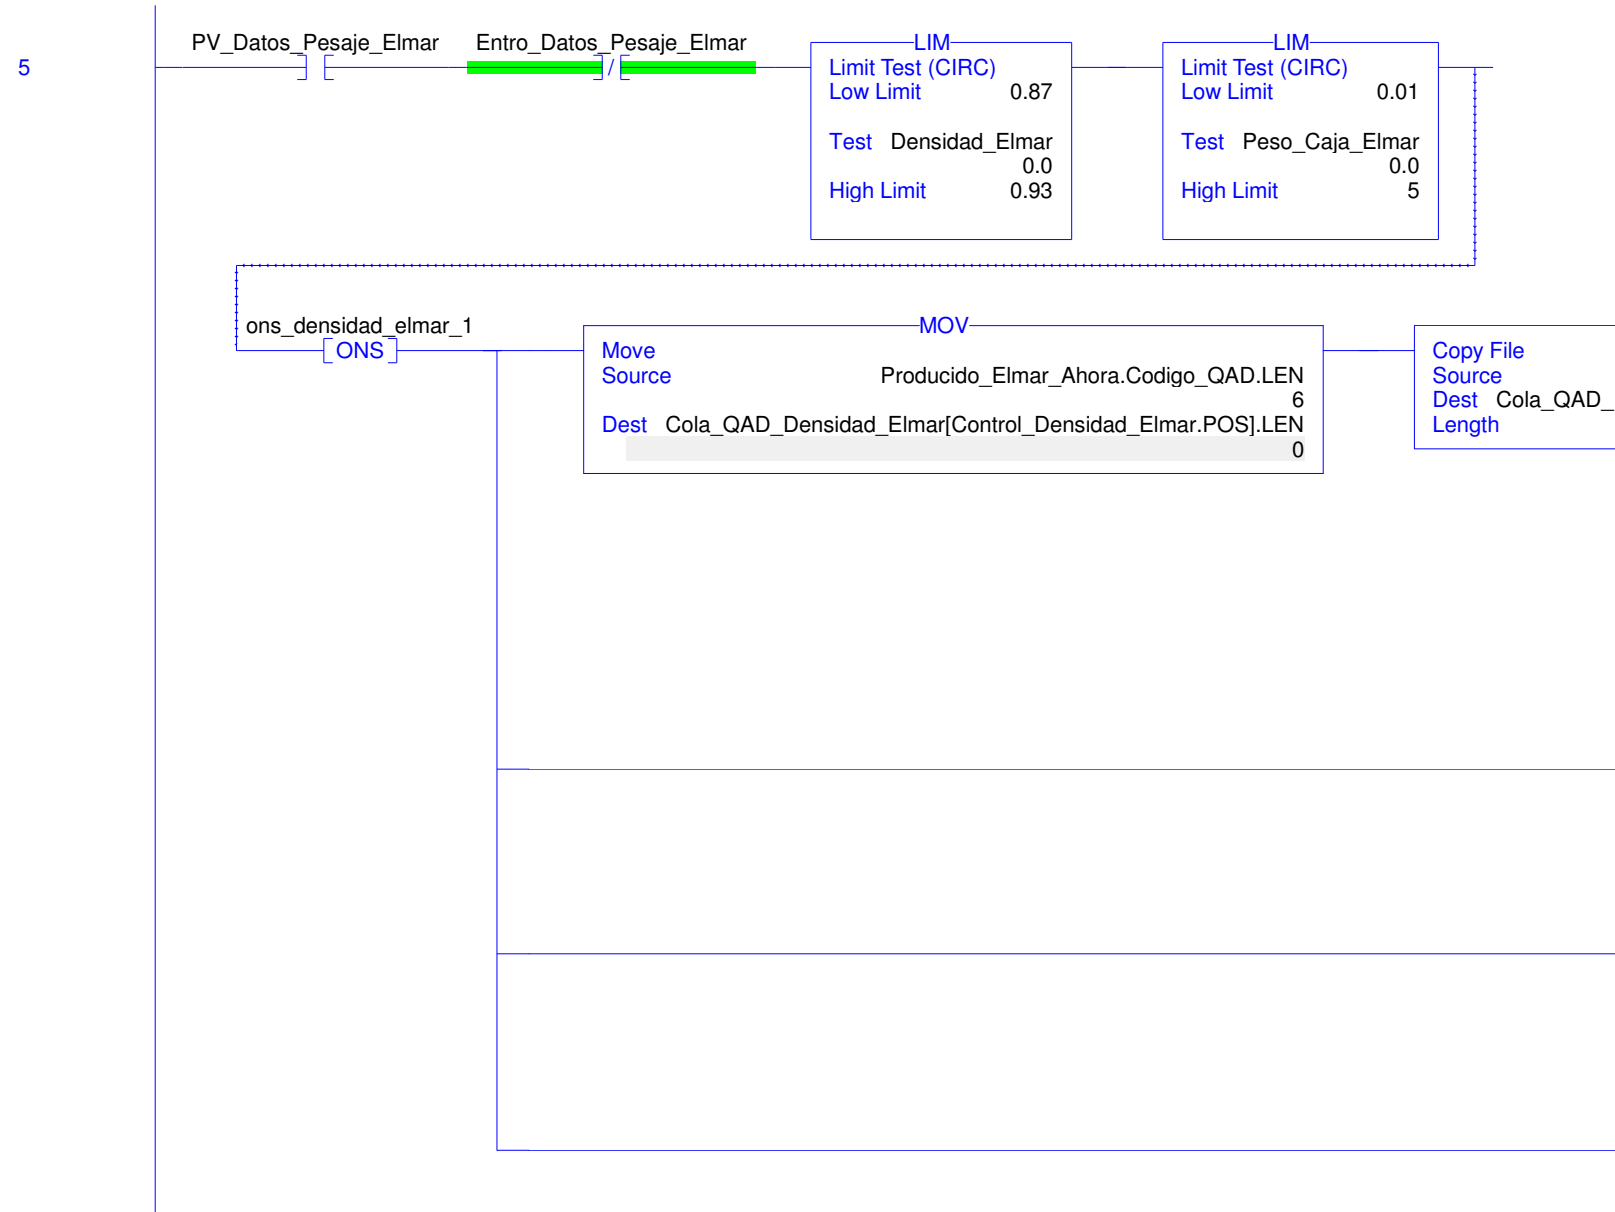 PV_Datos_Pesaje_Elmar Entro_Datos_Pesaje_Elmar LIM LIM
5 / Limit Test (CIRC) Limit Test (CIRC)
Low Limit 0.87 Low Limit 0.01
Test Densidad_Elmar Test Peso_Caja_Elmar
0.0 0.0
High Limit 0.93 High Limit 5
ons_densidad_elmar_1 MOV
ONS Move Copy File
Source Producido_Elmar_Ahora.Codigo_QAD.LEN Source
6 Dest Cola_QAD_
Dest Cola_QAD_Densidad_Elmar[Control_Densidad_Elmar.POS].LEN Length
0